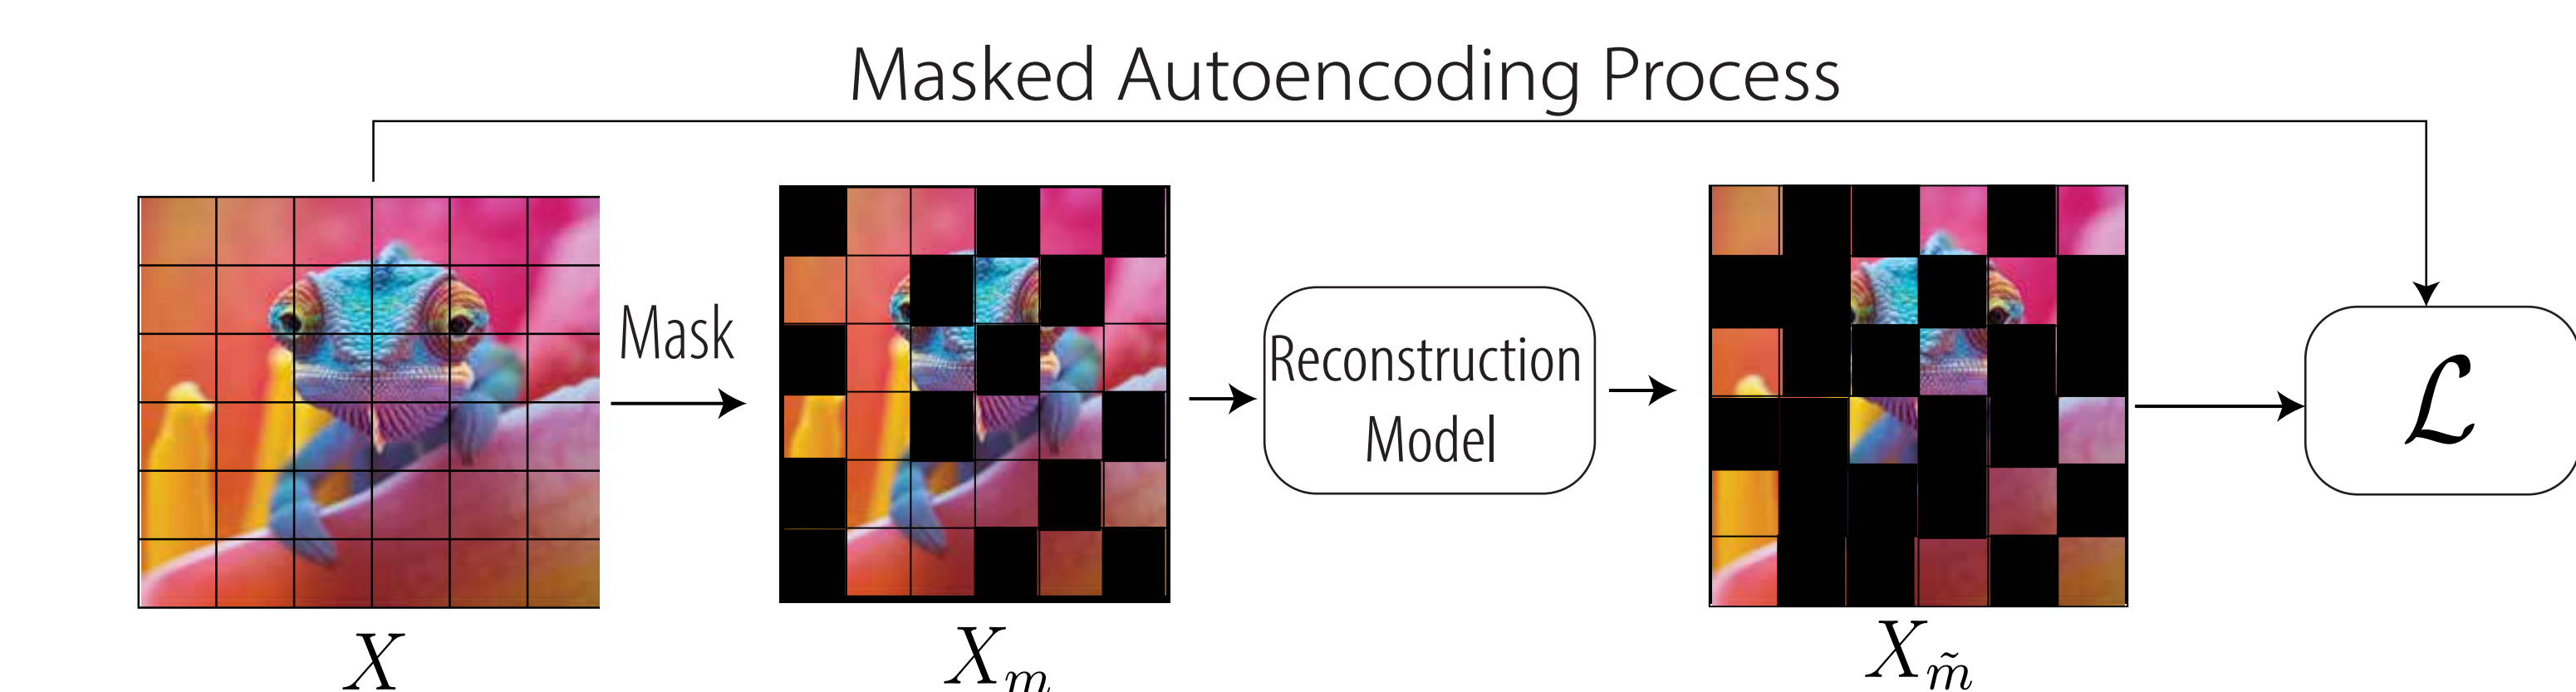 Masked Autoencoding Process
Mask
Reconstruction
Model
ℒ
X
X_m
X_m̃